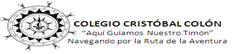 COLEGIO CRISTÓBAL COLÓN
"Aquí Guiamos Nuestro Timón"
Navegando por la Ruta de la Aventura